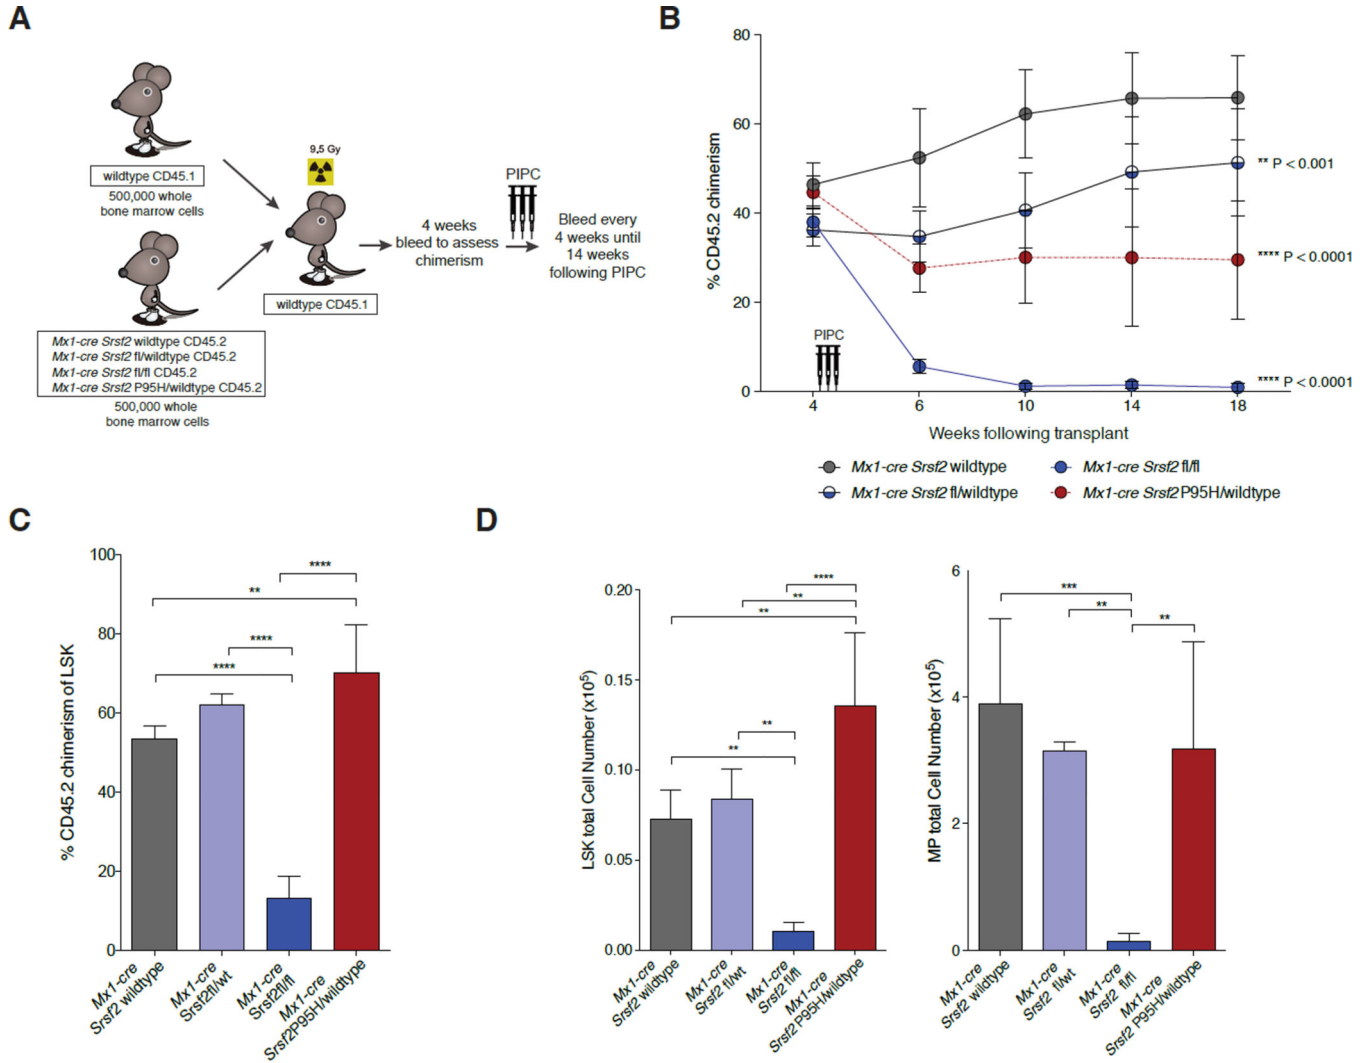 A
wildtype CD45.1
500,000 whole
bone marrow cells
Mx1-cre Srsf2 wildtype CD45.2
Mx1-cre Srsf2 fl/wildtype CD45.2
Mx1-cre Srsf2 fl/fl CD45.2
Mx1-cre Srsf2 P95H/wildtype CD45.2
500,000 whole
bone marrow cells
9.5 Gy
wildtype CD45.1
4 weeks
bleed to assess
chimerism
PIPC
Bleed every
4 weeks until
14 weeks
following PIPC
B
% CD45.2 chimerism
80
60
40
20
0
PIPC
4 6 10 14 18
Weeks following transplant
** P < 0.001
**** P < 0.0001
**** P < 0.0001
Mx1-cre Srsf2 wildtype
Mx1-cre Srsf2 fl/fl
Mx1-cre Srsf2 fl/wildtype
Mx1-cre Srsf2 P95H/wildtype
C
% CD45.2 chimerism of LSK
100
80
60
40
20
0
****
**
****
****
Mx1-cre
Srsf2 wildtype
Mx1-cre
Srsf2fl/wt
Mx1-cre
Srsf2fl/fl
Mx1-cre
Srsf2P95H/wildtype
D
LSK total Cell Number (x10⁵)
0.20
0.15
0.10
0.05
0.00
****
**
**
**
**
Mx1-cre
Srsf2 wildtype
Mx1-cre
Srsf2 fl/wt
Mx1-cre
Srsf2 fl/fl
Mx1-cre
Srsf2 P95H/wildtype
MP total Cell Number (x10⁵)
6
4
2
0
***
**
**
Mx1-cre
Srsf2 wildtype
Mx1-cre
Srsf2 fl/wt
Mx1-cre
Srsf2 fl/fl
Mx1-cre
Srsf2 P95H/wildtype